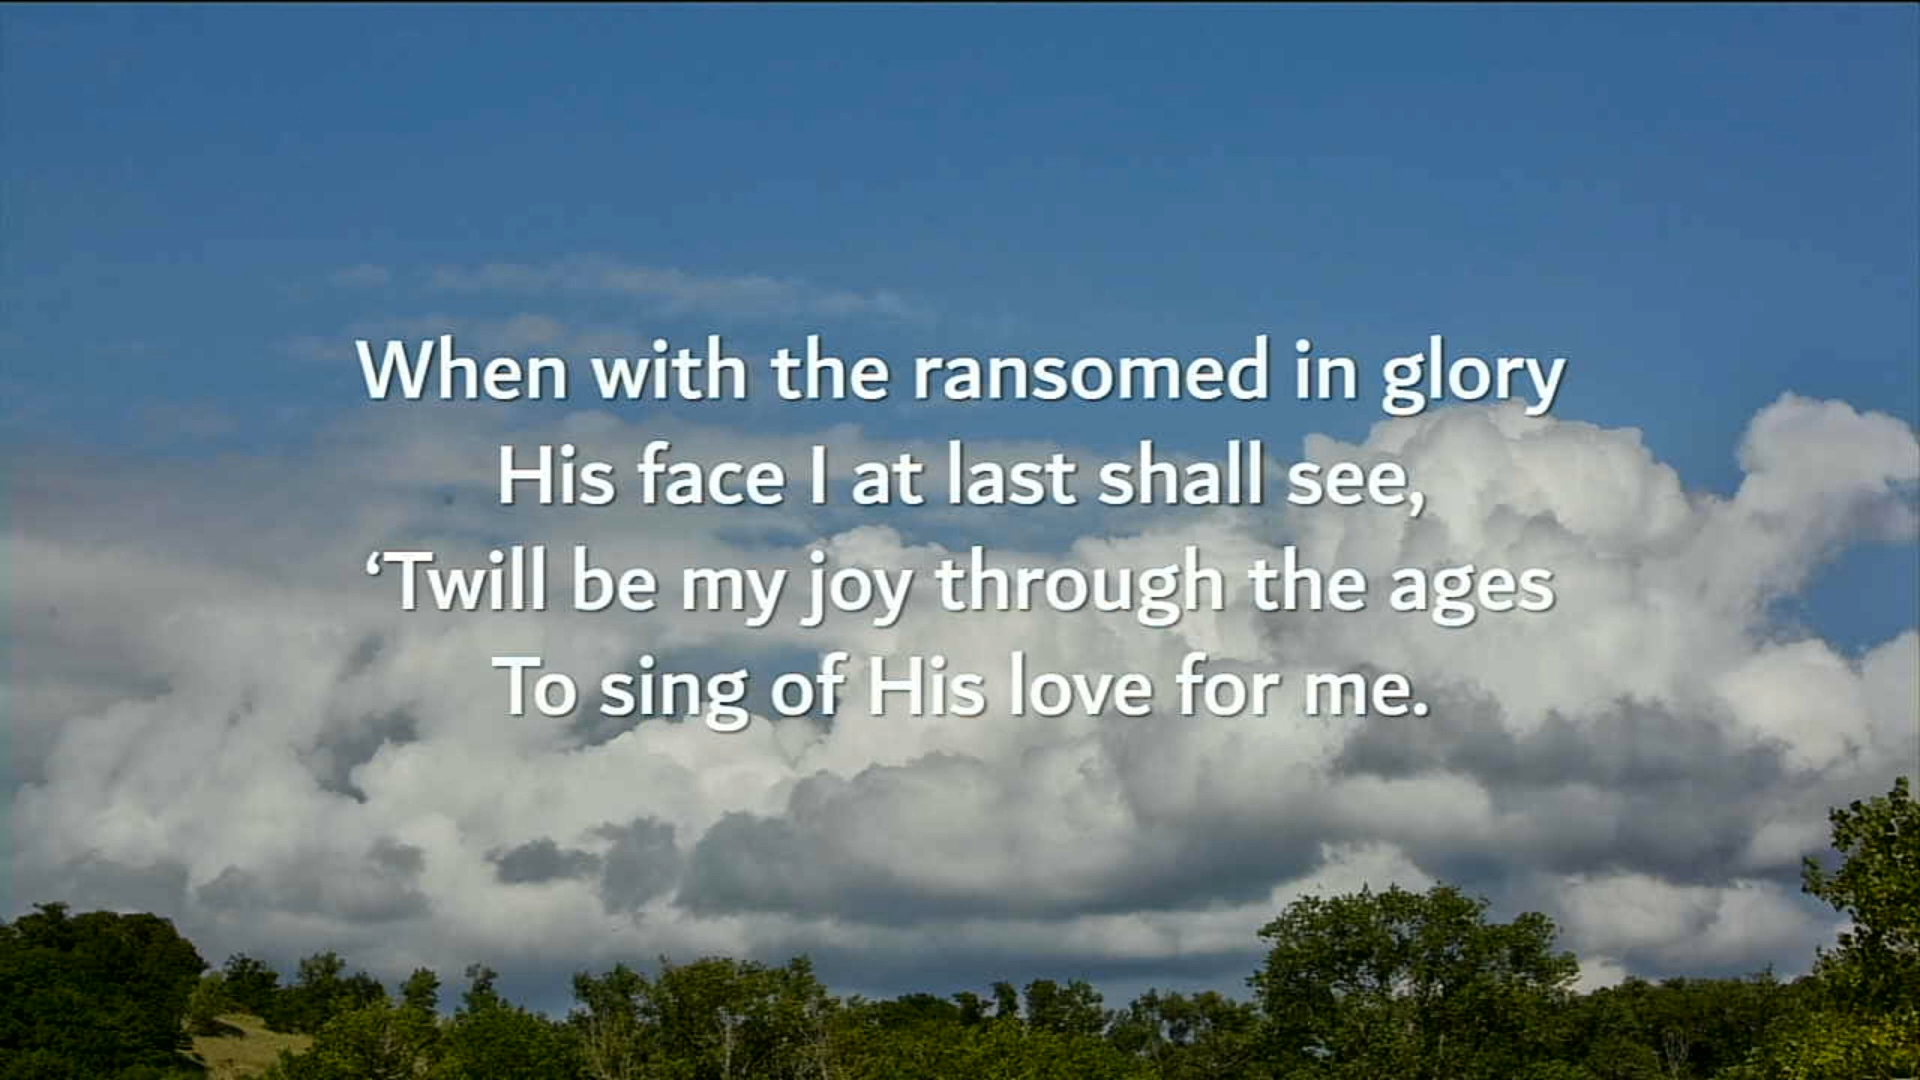 When with the ransomed in glory
His face I at last shall see,
‘Twill be my joy through the ages
To sing of His love for me.